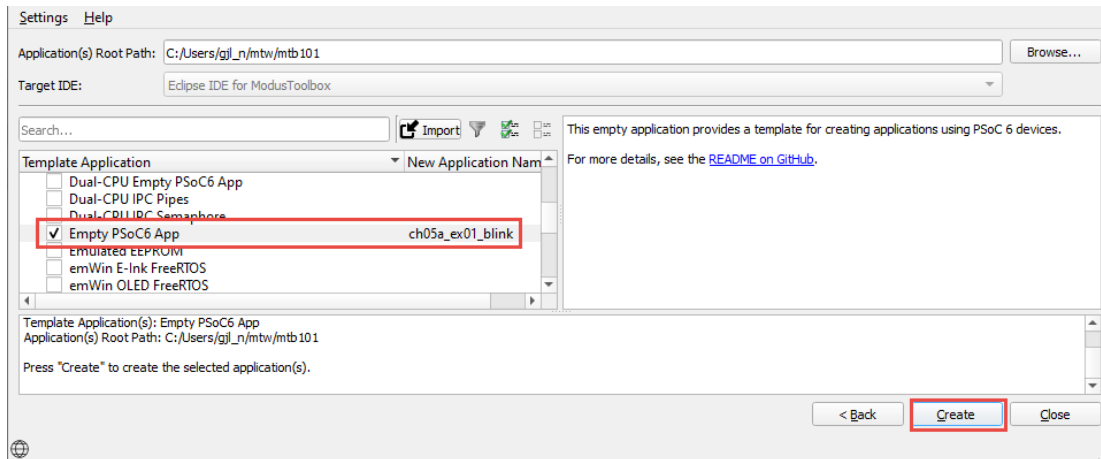 Settings Help
Application(s) Root Path: C:/Users/gjl_n/mtw/mtb101 Browse...
Target IDE: Eclipse IDE for ModusToolbox
Search... Import
Template Application New Application Nam
Dual-CPU Empty PSoC6 App
Dual-CPU IPC Pipes
Dual-CPU IPC Semaphore
Empty PSoC6 App ch05a_ex01_blink
Emulated EEPROM
emWin E-Ink FreeRTOS
emWin OLED FreeRTOS
This empty application provides a template for creating applications using PSoC 6 devices.
For more details, see the README on GitHub.
Template Application(s): Empty PSoC6 App
Application(s) Root Path: C:/Users/gjl_n/mtw/mtb101
Press "Create" to create the selected application(s).
< Back Create Close